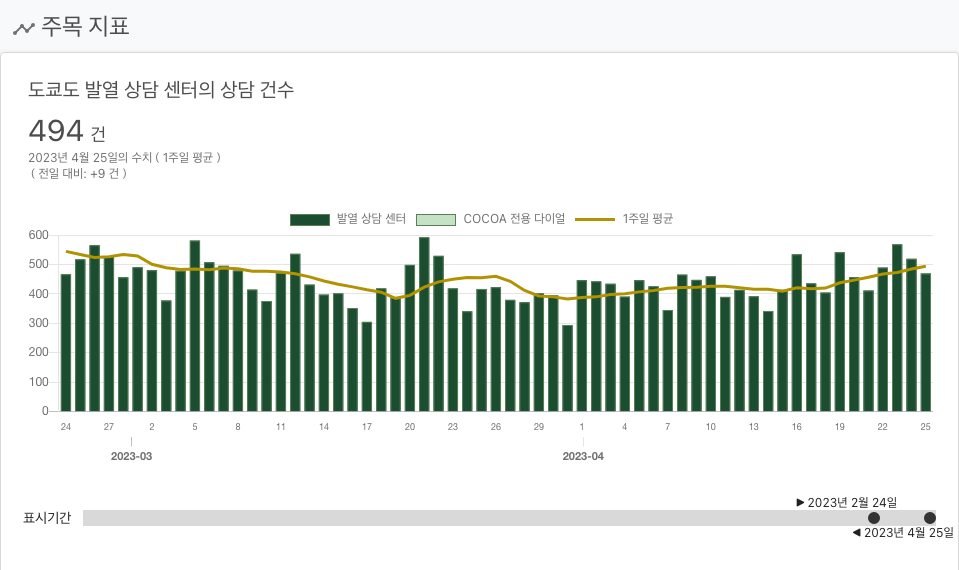 주목 지표
도쿄도 발열 상담 센터의 상담 건수
494 건
2023년 4월 25일의 수치 ( 1주일 평균 )
( 전일 대비: +9 건 )
발열 상담 센터 COCOA 전용 다이얼 1주일 평균
600
500
400
300
200
100
0
24 27 2 5 8 11 14 17 20 23 26 29 1 4 7 10 13 16 19 22 25
2023-03 2023-04
▶ 2023년 2월 24일
표시기간
◀ 2023년 4월 25일